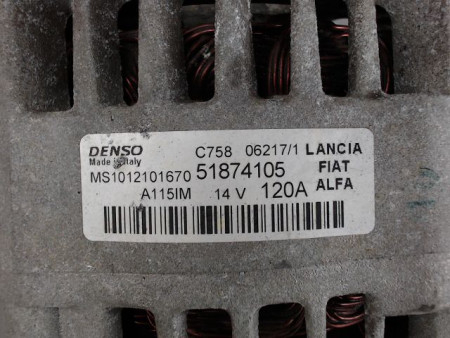 DENSO C758 06217/1 LANCIA
Made in Italy FIAT
MS1012101670 51874105
A115IM 14 V 120A ALFA